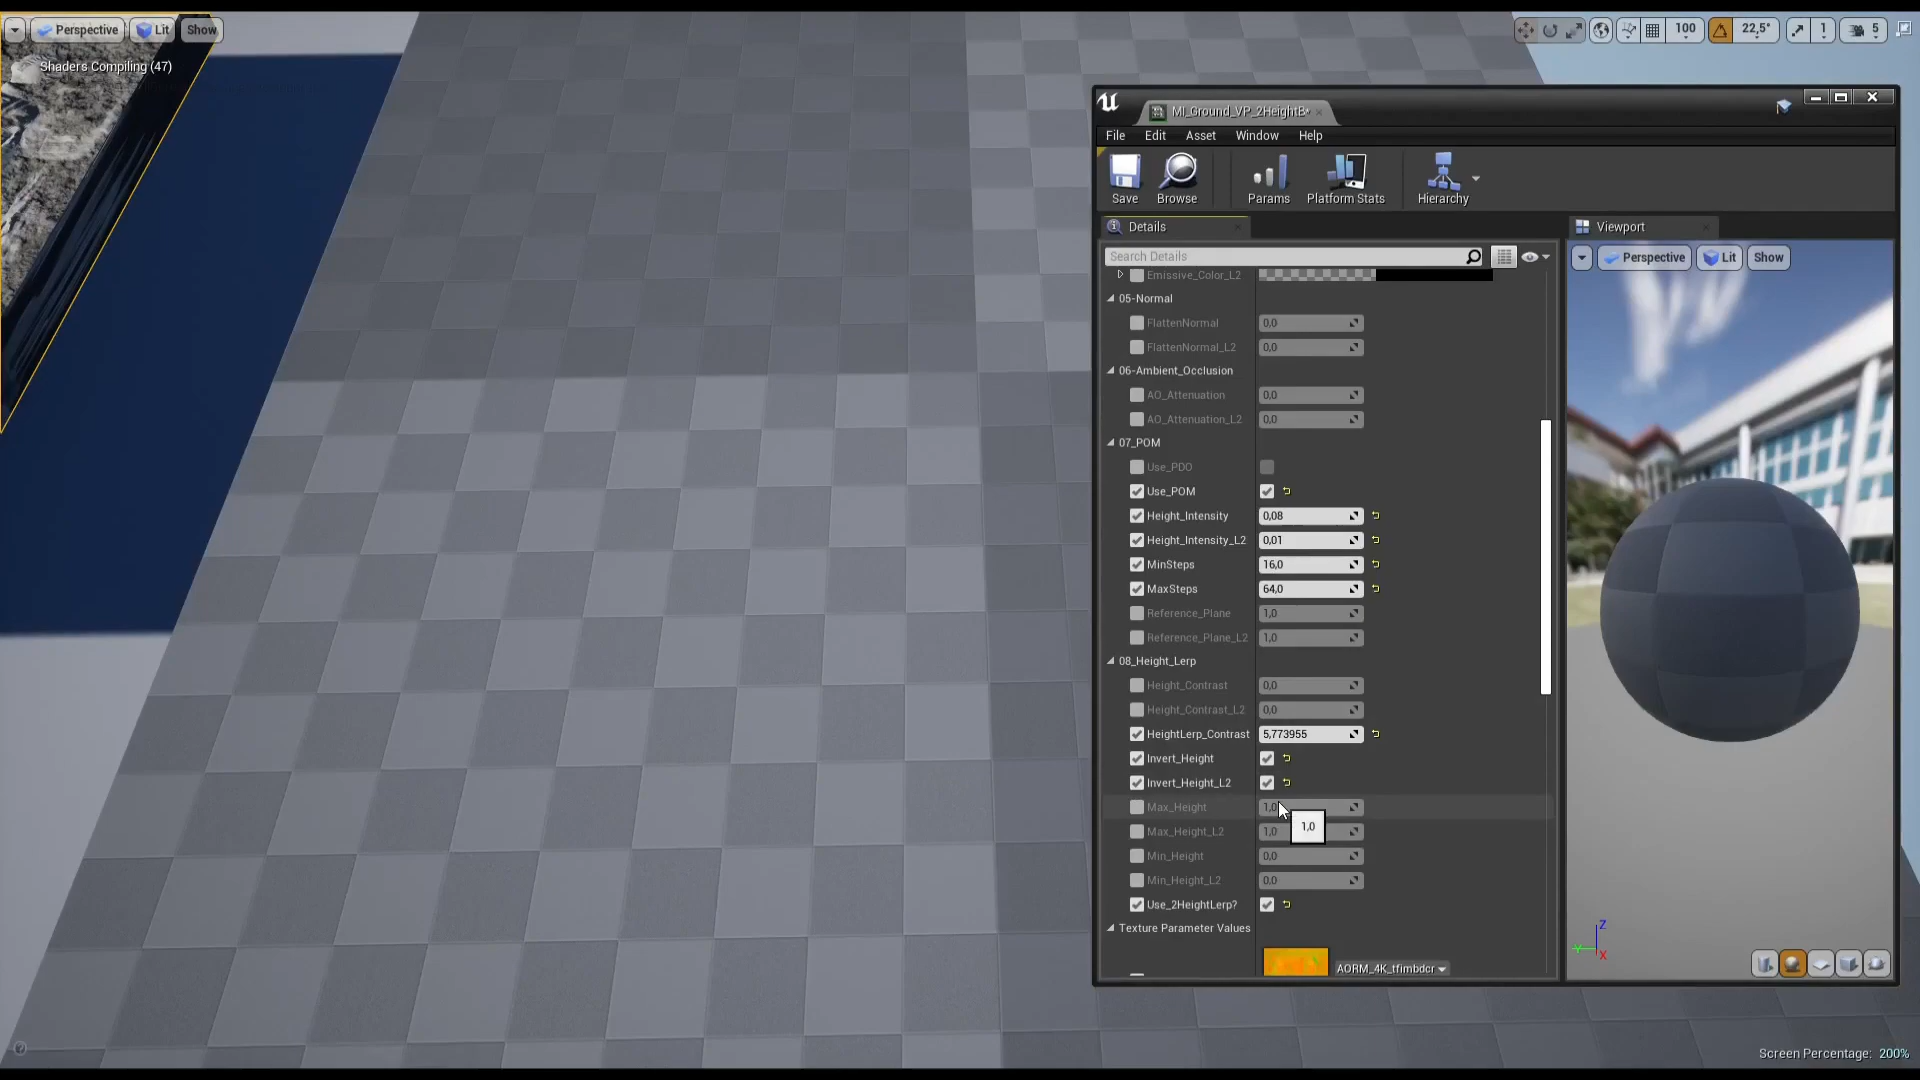 Perspective Lit Show
100 22,5° 1 5
Shaders Compiling (47)
MI_Ground_VP_2HeightB*
File Edit Asset Window Help
Save Browse Params Platform Stats Hierarchy
Details
Viewport
Search Details
Perspective Lit Show
Emissive_Color_L2
05-Normal
FlattenNormal 0,0
FlattenNormal_L2 0,0
06-Ambient_Occlusion
AO_Attenuation 0,0
AO_Attenuation_L2 0,0
07_POM
Use_PDO
Use_POM
Height_Intensity 0,08
Height_Intensity_L2 0,01
MinSteps 16,0
MaxSteps 64,0
Reference_Plane 1,0
Reference_Plane_L2 1,0
08_Height_Lerp
Height_Contrast 0,0
Height_Contrast_L2 0,0
HeightLerp_Contrast 5,773955
Invert_Height
Invert_Height_L2
Max_Height 1,0
1,0
Max_Height_L2 1,0
Min_Height 0,0
Min_Height_L2 0,0
Use_2HeightLerp?
Texture Parameter Values
AORM_4K_tfimbdcr
Z
Y
X
Screen Percentage: 200%